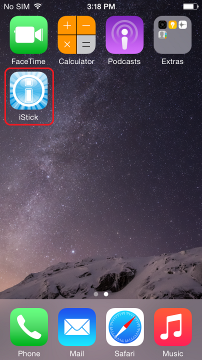 No SIM 3:18 PM
FaceTime Calculator Podcasts Extras
iStick
Phone Mail Safari Music